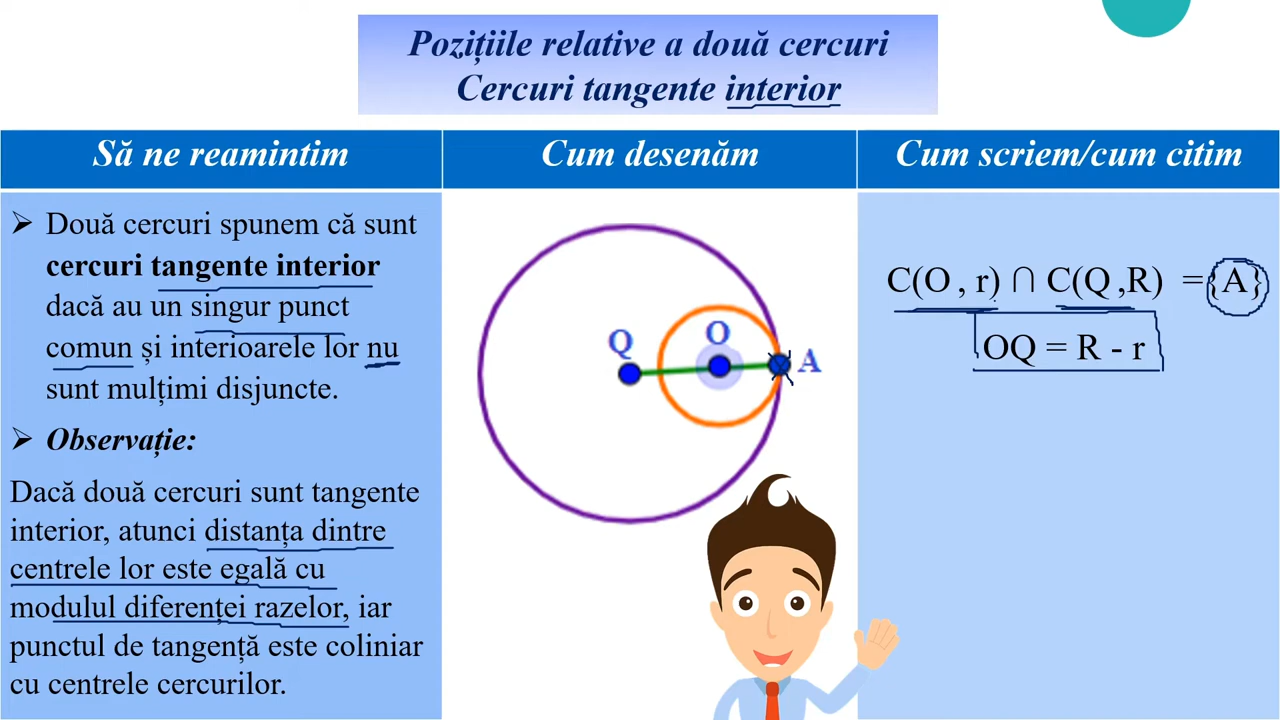 Pozițiile relative a două cercuri
Cercuri tangente interior
Să ne reamintim
Cum desenăm
Cum scriem/cum citim
➢ Două cercuri spunem că sunt
cercuri tangente interior
dacă au un singur punct
comun și interioarele lor nu
sunt mulțimi disjuncte.
➢ Observație:
Dacă două cercuri sunt tangente
interior, atunci distanța dintre
centrele lor este egală cu
modulul diferenței razelor, iar
punctul de tangență este coliniar
cu centrele cercurilor.
Q
O
A
C(O , r) ∩ C(Q ,R) = {A}
OQ = R - r